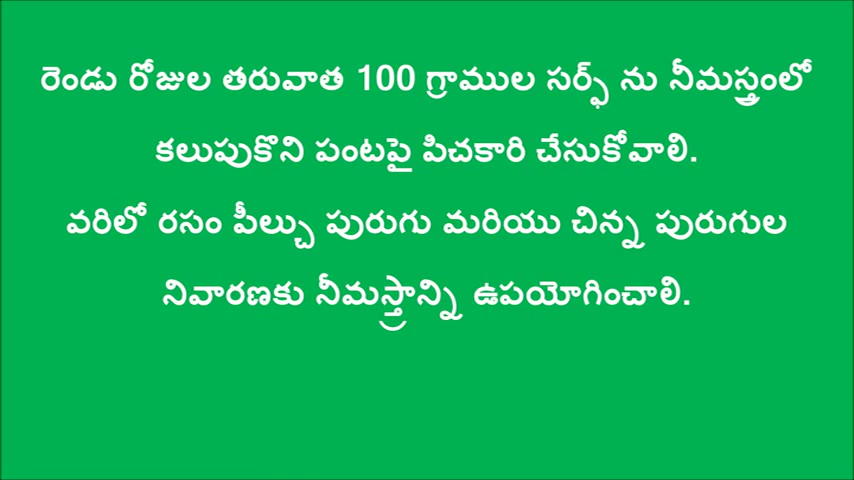 రెండు రోజుల తరువాత 100 గ్రాముల సర్ఫ్ ను నీమస్త్రంలో
కలుపుకొని పంటపై పిచకారి చేసుకోవాలి.
వరిలో రసం పీల్చు పురుగు మరియు చిన్న పురుగుల
నివారణకు నీమస్త్రాన్ని ఉపయోగించాలి.